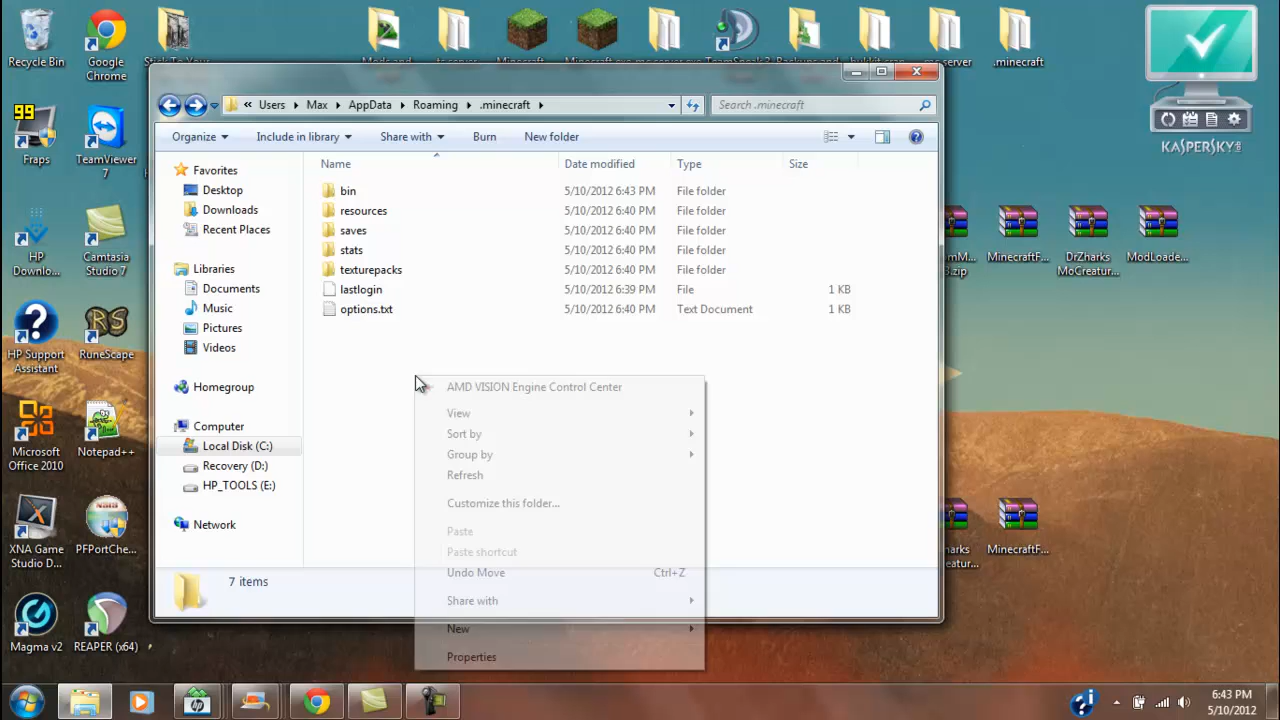 Recycle Bin
Google
Chrome
Stick To Your
Mods and
Minecraft
TeamSpeak 3
Backups and
.minecraft
« Users Max AppData Roaming .minecraft
Search .minecraft
Organize Include in library Share with Burn New folder
KASPERSKY
99
Fraps
TeamViewer
7
HP
Downlo...
Camtasia
Studio 7
HP Support
Assistant
RuneScape
Microsoft
Office 2010
Notepad++
XNA Game
Studio D...
PFPortChe...
Magma v2
REAPER (x64)
Favorites
Desktop
Downloads
Recent Places
Libraries
Documents
Music
Pictures
Videos
Homegroup
Computer
Local Disk (C:)
Recovery (D:)
HP_TOOLS (E:)
Network
Name Date modified Type Size
bin 5/10/2012 6:43 PM File folder
resources 5/10/2012 6:40 PM File folder
saves 5/10/2012 6:40 PM File folder
stats 5/10/2012 6:40 PM File folder
texturepacks 5/10/2012 6:40 PM File folder
lastlogin 5/10/2012 6:39 PM File 1 KB
options.txt 5/10/2012 6:40 PM Text Document 1 KB
AMD VISION Engine Control Center
View
Sort by
Group by
Refresh
Customize this folder...
Paste
Paste shortcut
Undo Move Ctrl+Z
Share with
New
Properties
7 items
MinecraftF...
DrZharks
MoCreatur...
ModLoade...
MinecraftF...
6:43 PM
5/10/2012